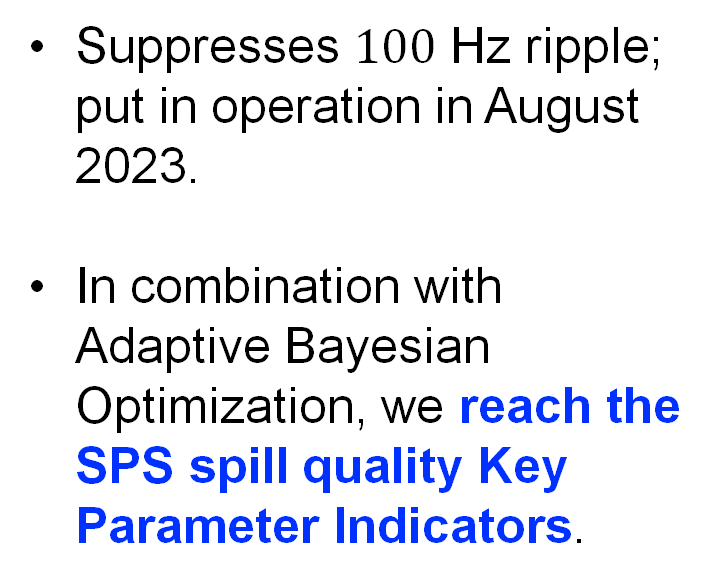 • Suppresses 100 Hz ripple;
put in operation in August
2023.
• In combination with
Adaptive Bayesian
Optimization, we reach the
SPS spill quality Key
Parameter Indicators.